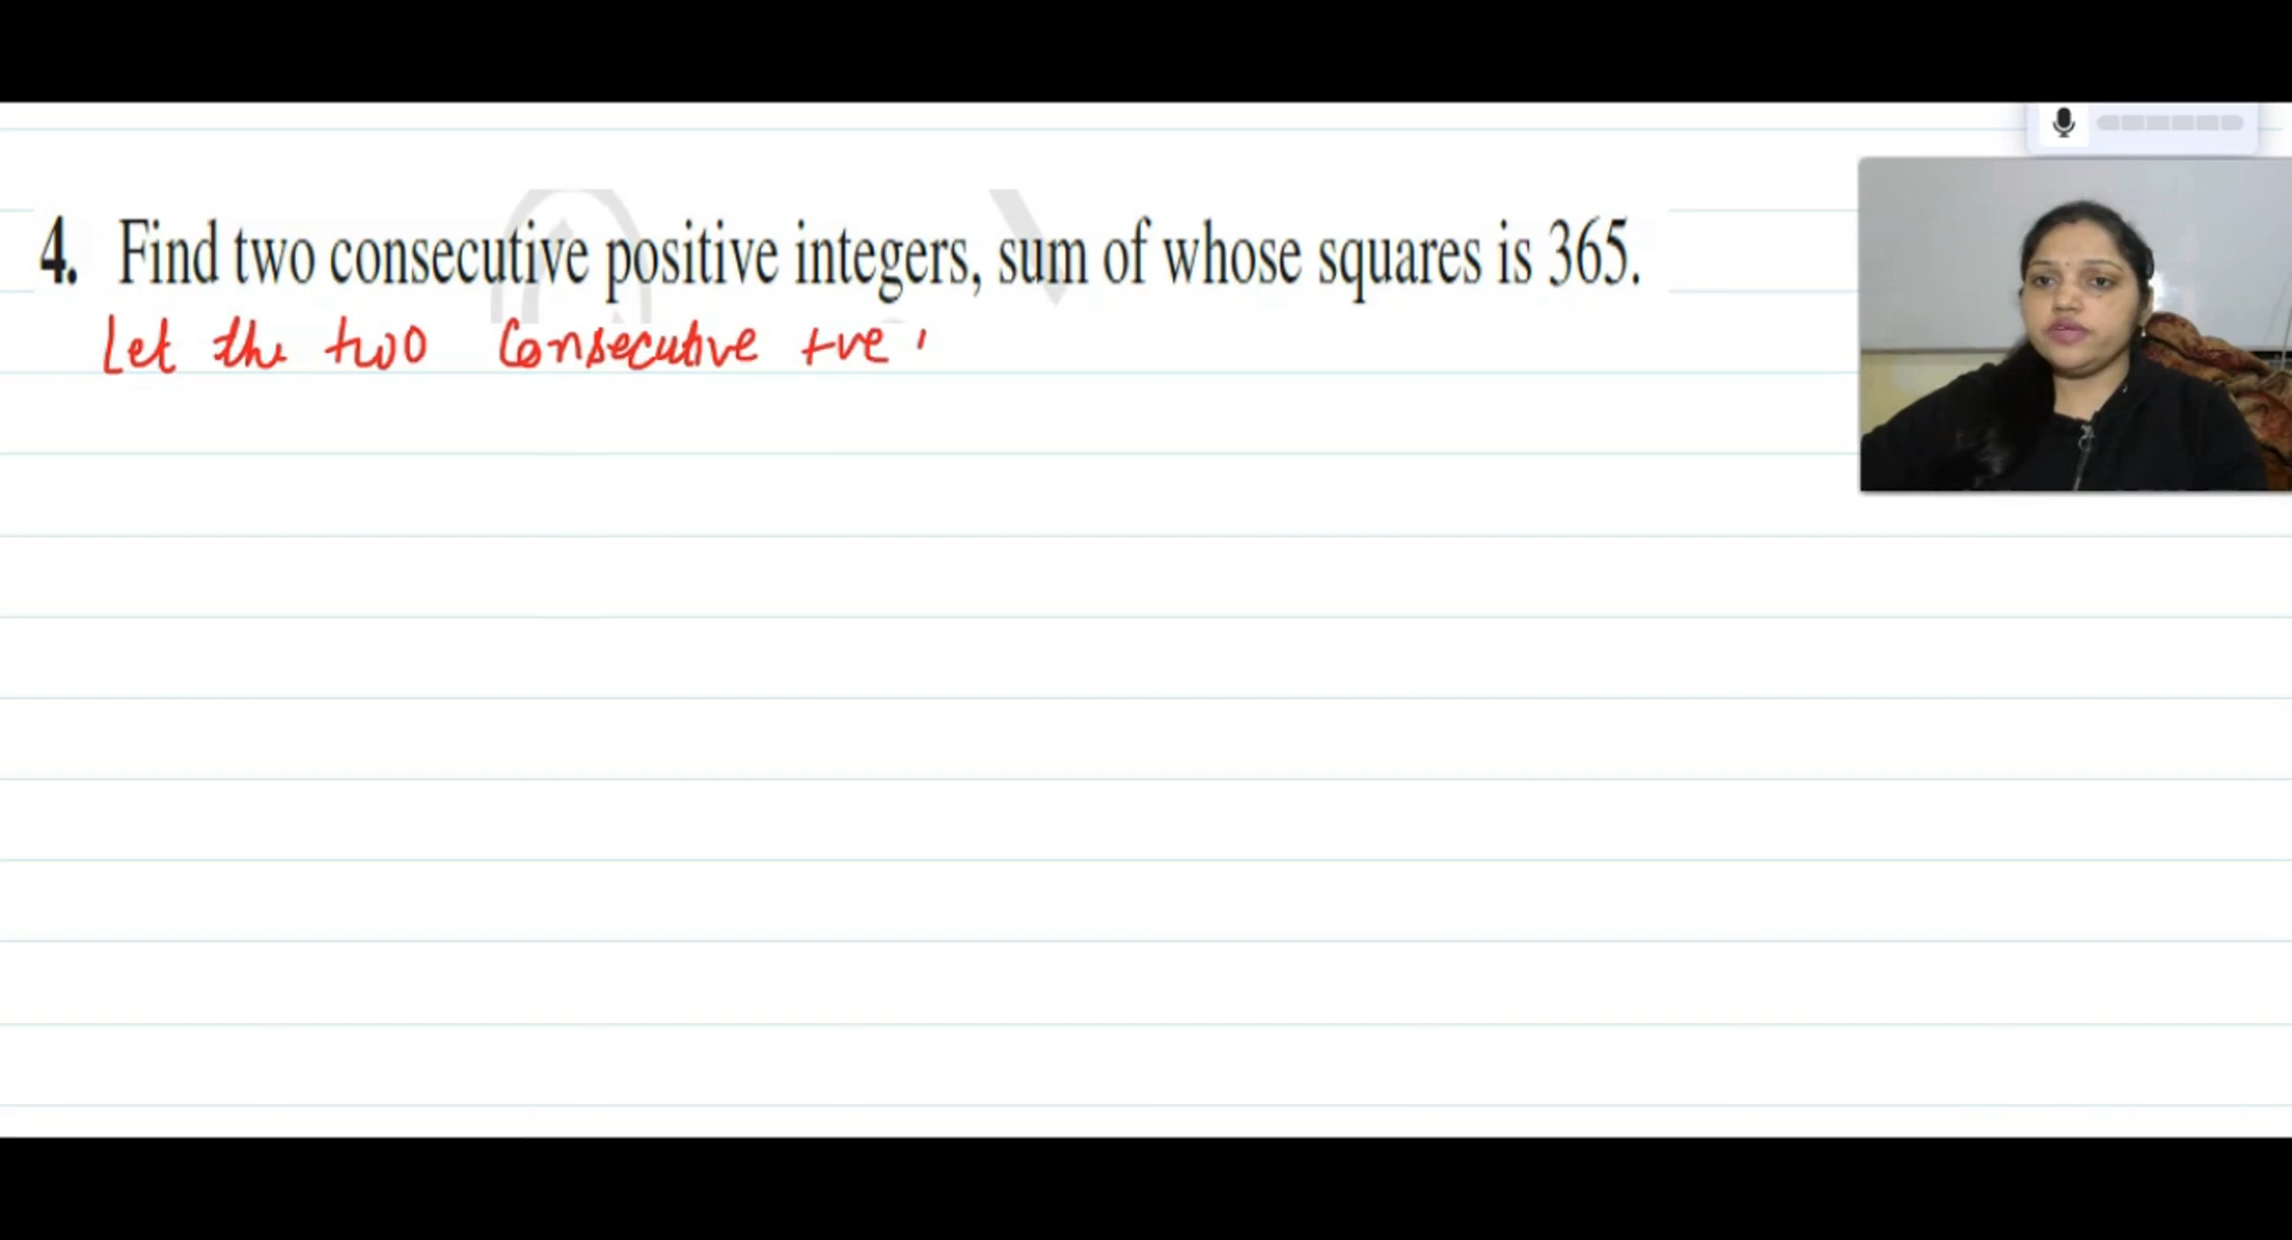 4. Find two consecutive positive integers, sum of whose squares is 365.
Let the two consecutive +ve